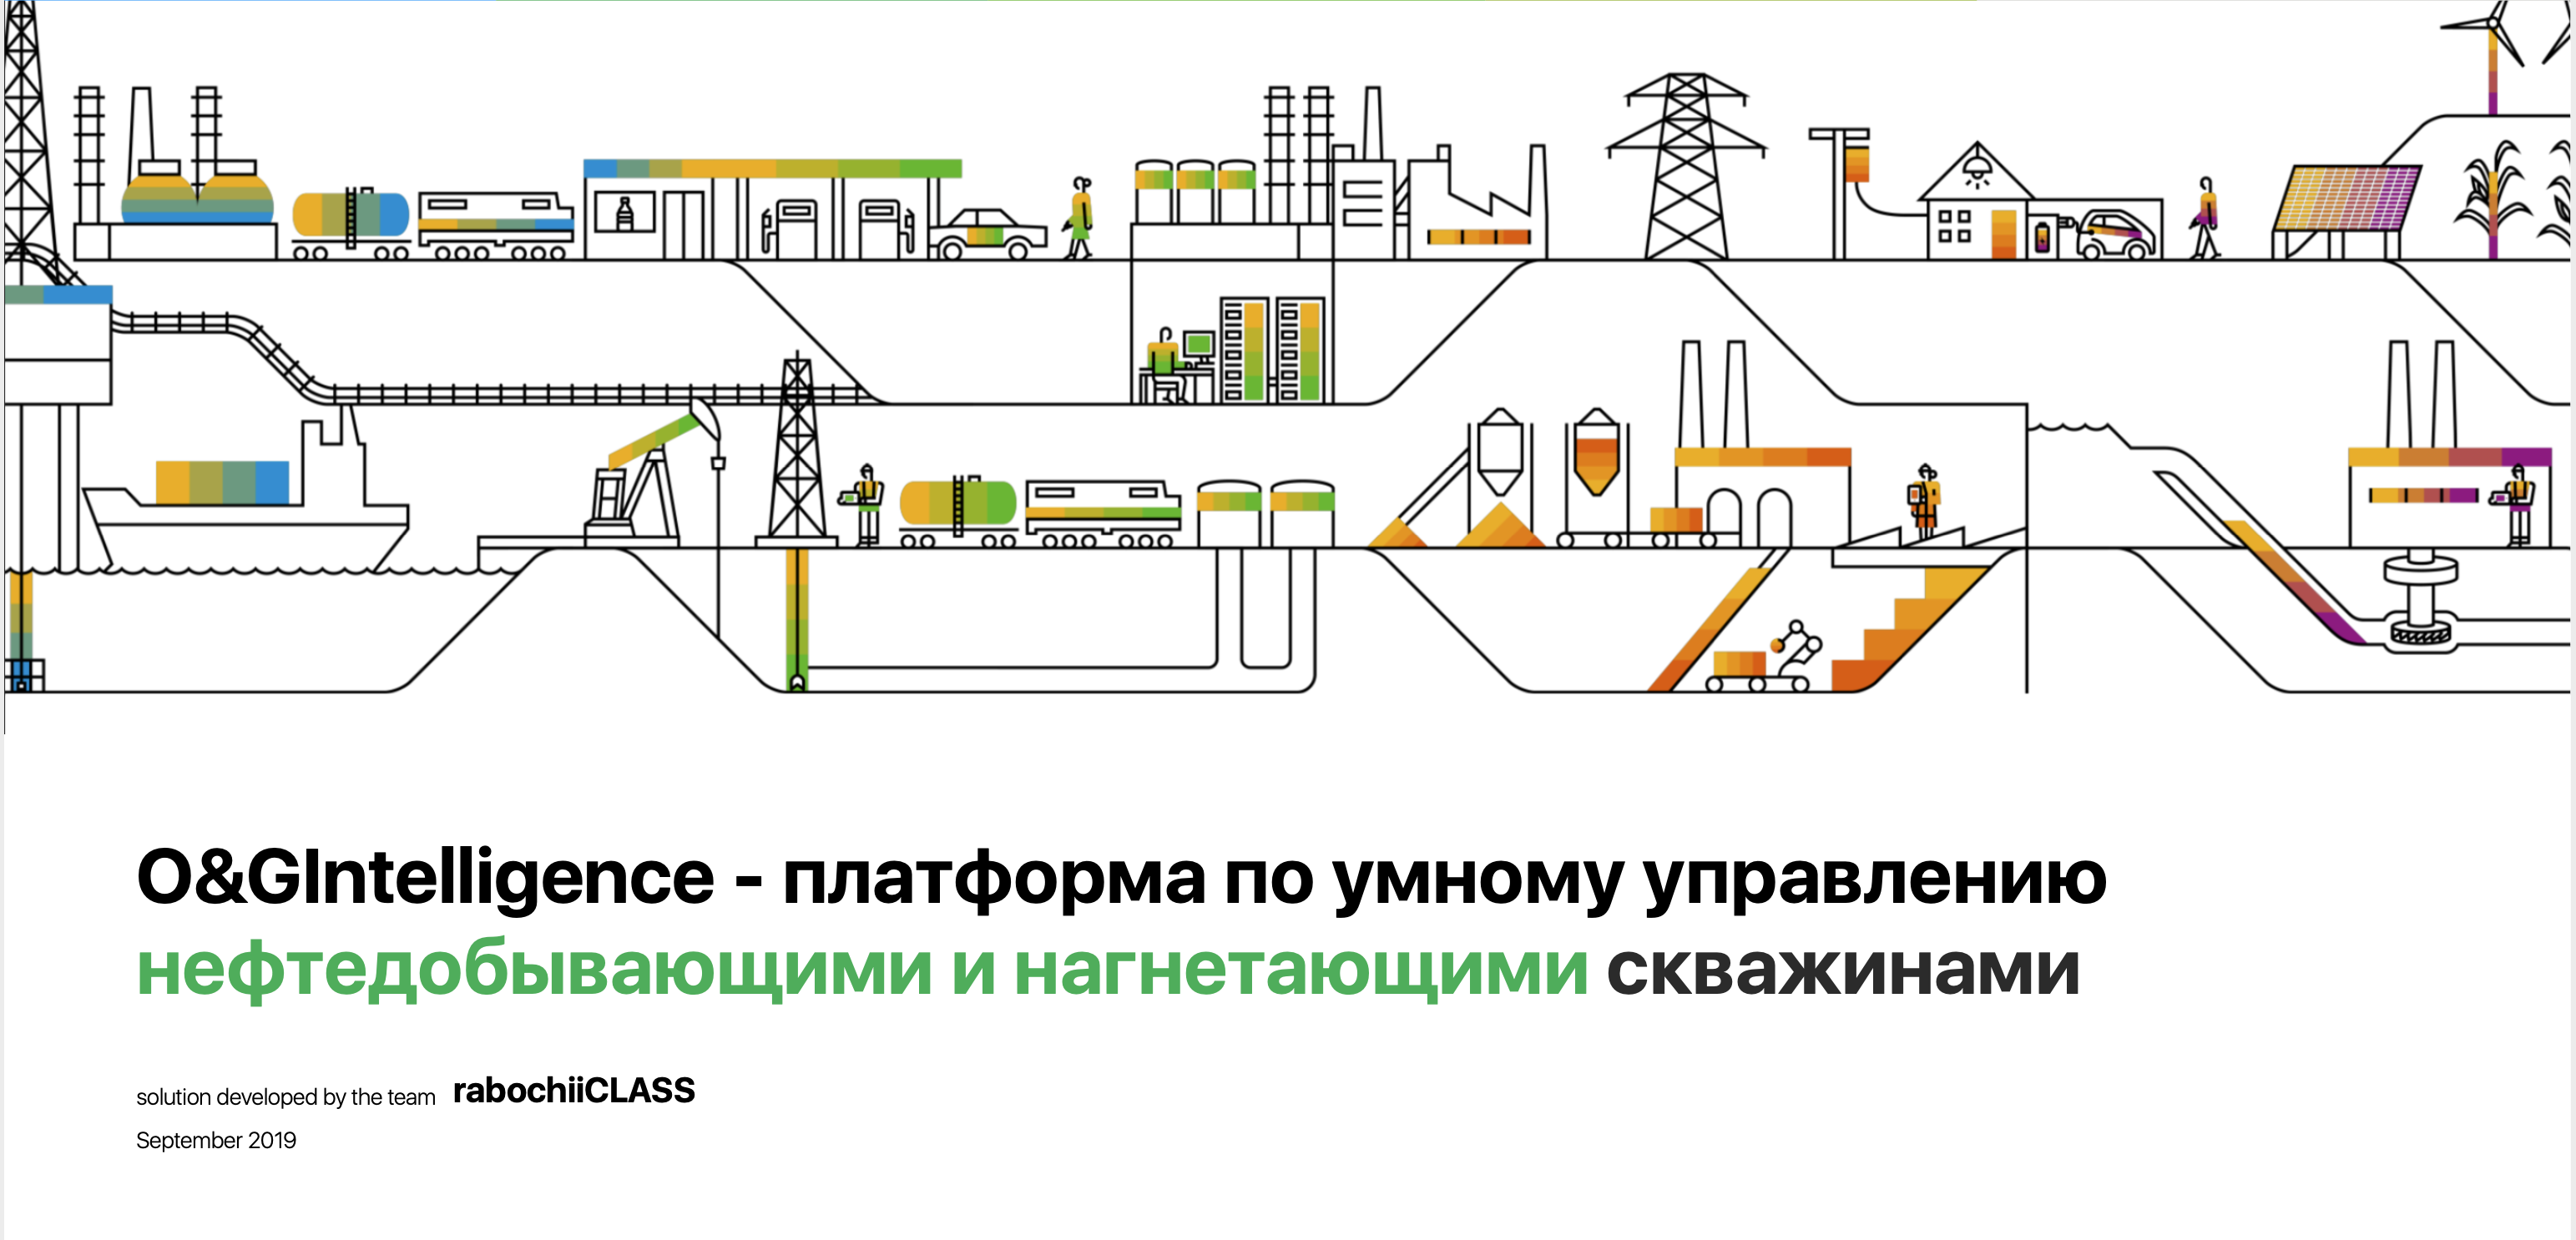 O&GIntelligence - платформа по умному управлению
нефтедобывающими и нагнетающими скважинами
solution developed by the team rabochiiCLASS
September 2019